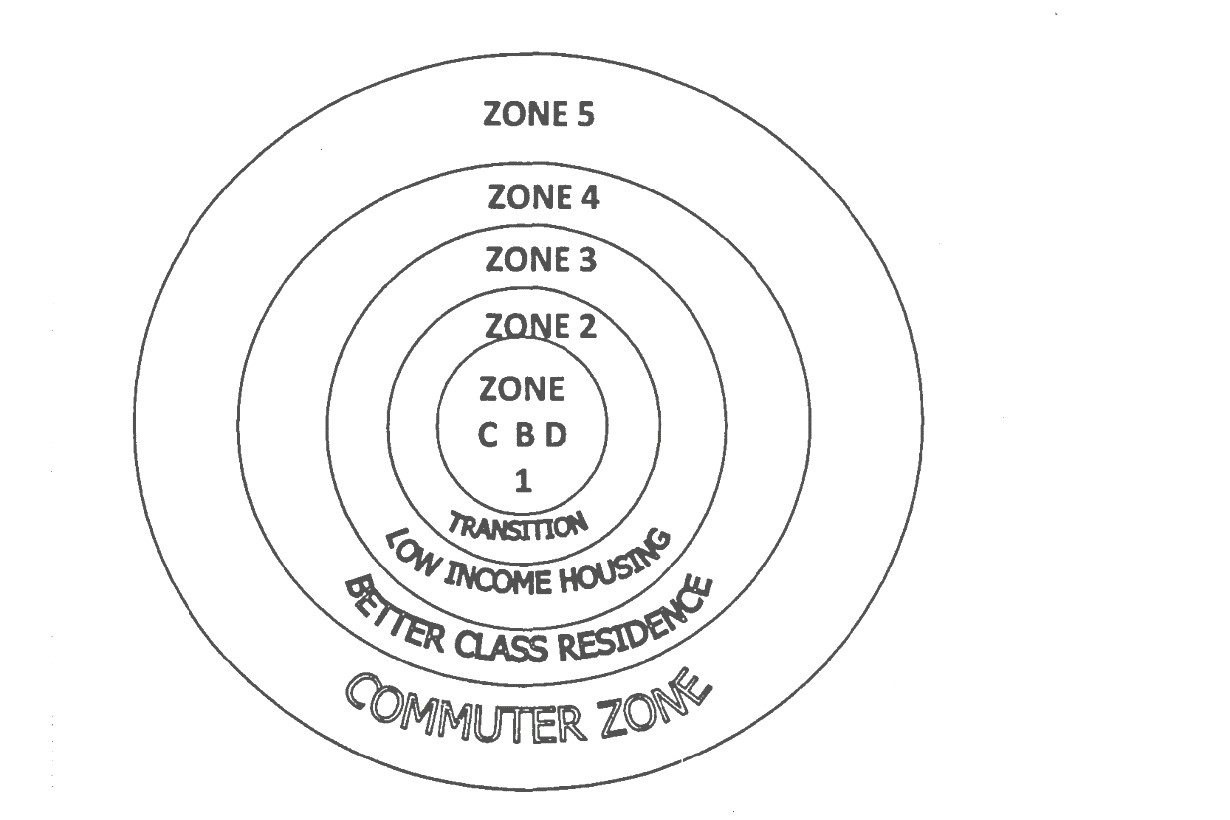 ZONE 5
ZONE 4
ZONE 3
ZONE 2
ZONE
C B D
1
TRANSITION
LOW INCOME HOUSING
BETTER CLASS RESIDENCE
COMMUTER ZONE